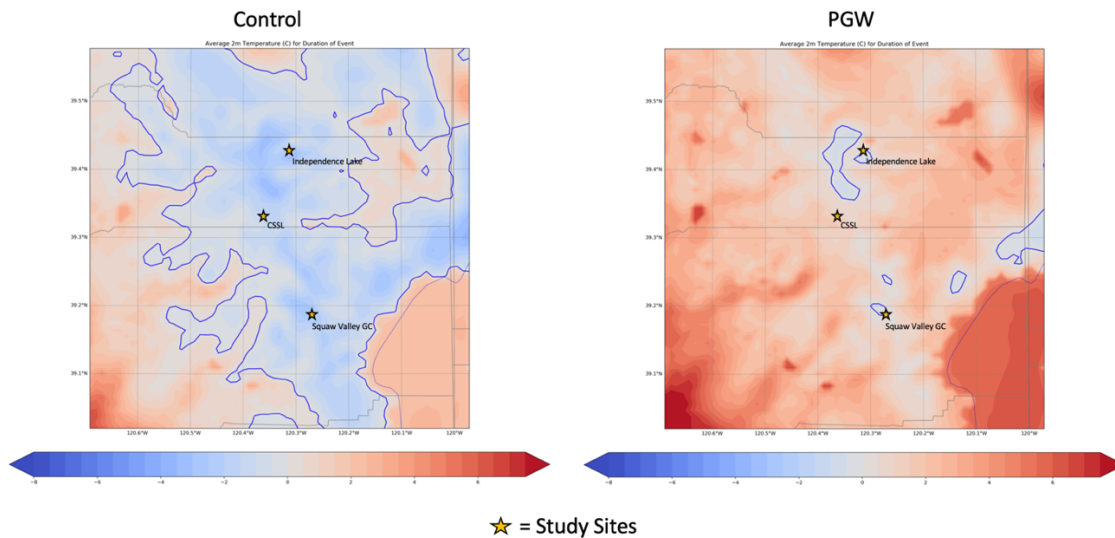 Control
PGW
Average 2m Temperature (C) for Duration of Event
Average 2m Temperature (C) for Duration of Event
39.5°N
39.4°N
39.3°N
39.2°N
39.1°N
Independence Lake
CSSL
Squaw Valley GC
120.6°W
120.5°W
120.4°W
120.3°W
120.2°W
120.1°W
120°W
39.5°N
39.4°N
39.3°N
39.2°N
39.1°N
Independence Lake
CSSL
Squaw Valley GC
120.6°W
120.5°W
120.4°W
120.3°W
120.2°W
120.1°W
120°W
-8 -6 -4 -2 0 2 4 6
-8 -6 -4 -2 0 2 4 6
= Study Sites